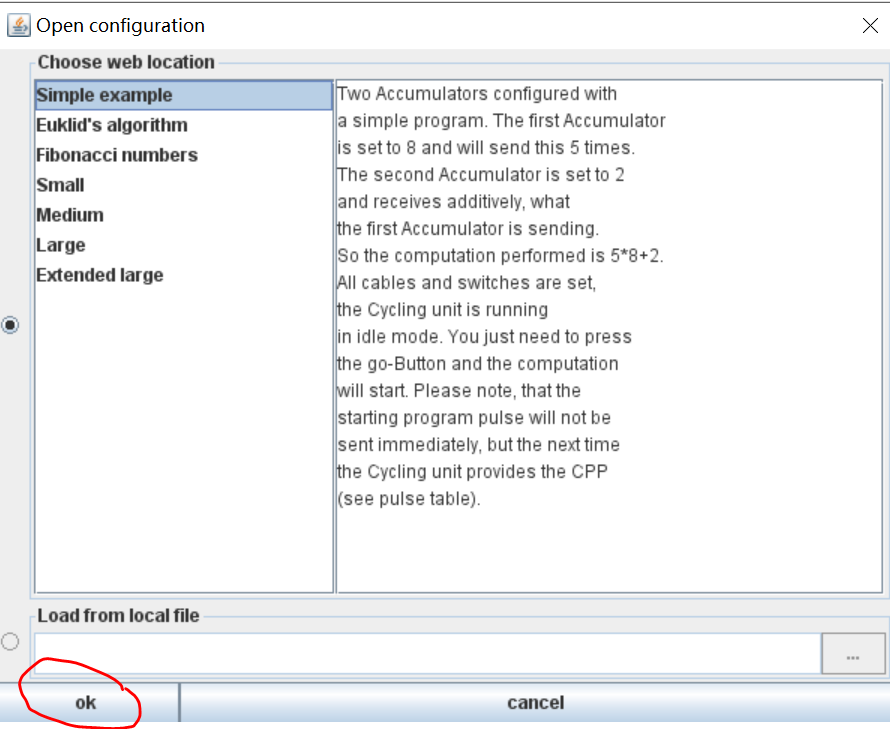 Open configuration
Choose web location
Simple example
Euklid's algorithm
Fibonacci numbers
Small
Medium
Large
Extended large
Two Accumulators configured with
a simple program. The first Accumulator
is set to 8 and will send this 5 times.
The second Accumulator is set to 2
and receives additively, what
the first Accumulator is sending.
So the computation performed is 5*8+2.
All cables and switches are set,
the Cycling unit is running
in idle mode. You just need to press
the go-Button and the computation
will start. Please note, that the
starting program pulse will not be
sent immediately, but the next time
the Cycling unit provides the CPP
(see pulse table).
Load from local file
...
ok
cancel